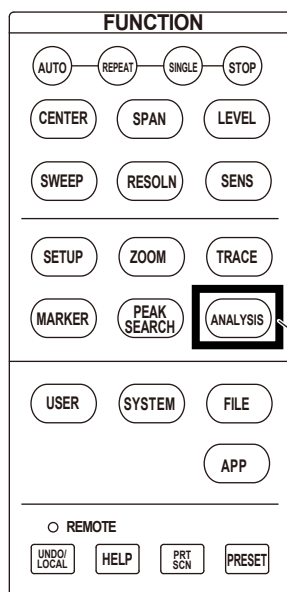 FUNCTION
AUTO REPEAT SINGLE STOP
CENTER SPAN LEVEL
SWEEP RESOLN SENS
SETUP ZOOM TRACE
MARKER PEAK SEARCH ANALYSIS
USER SYSTEM FILE
APP
REMOTE
UNDO/LOCAL HELP PRT SCN PRESET